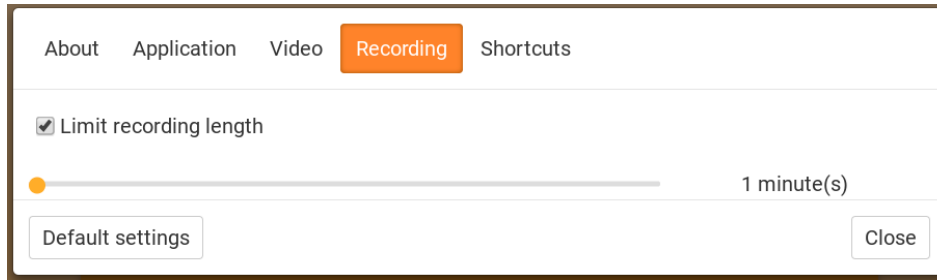 About Application Video Recording Shortcuts
Limit recording length
1 minute(s)
Default settings Close